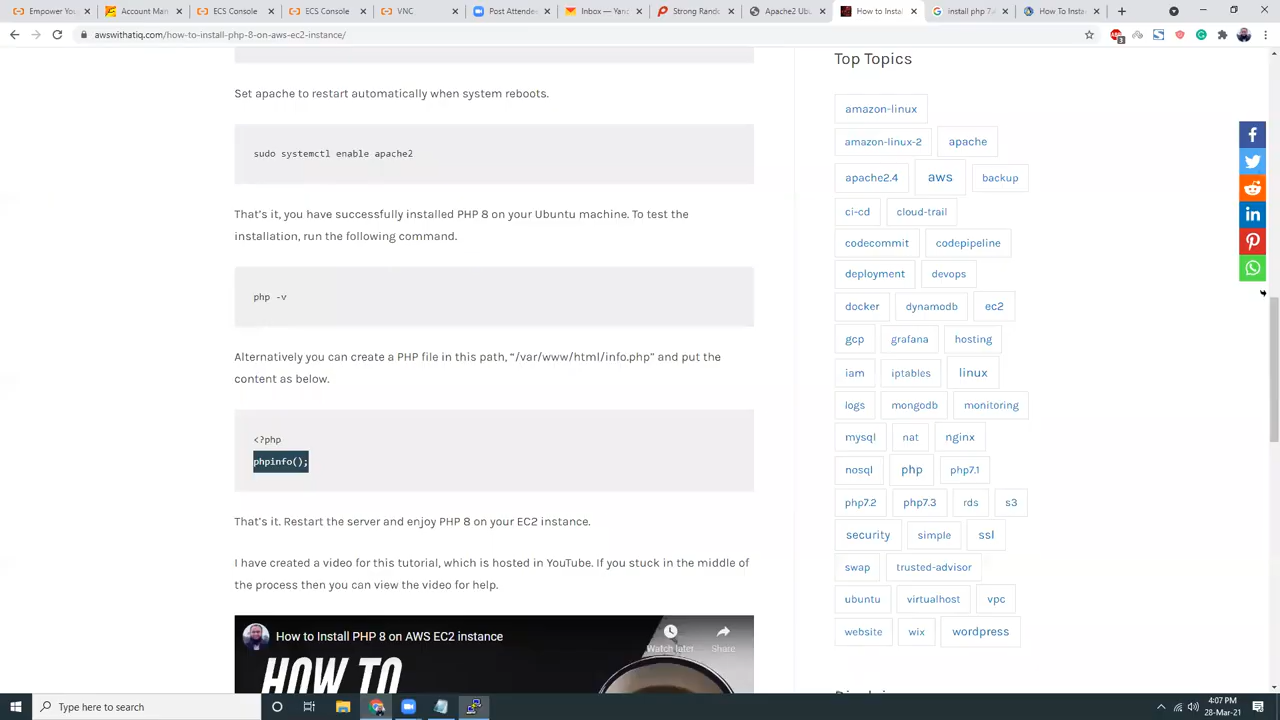 2: Home
Account Man
ECS Console
ECS Console
VNC
Post Attende
Inbox — Yand
Strong Rando
Apache2 Ubu
How to Instal
install php 7.
How To Insta
awswithatiq.com/how-to-install-php-8-on-aws-ec2-instance/
3
Set apache to restart automatically when system reboots.
sudo systemctl enable apache2
That's it, you have successfully installed PHP 8 on your Ubuntu machine. To test the
installation, run the following command.
php -v
Alternatively you can create a PHP file in this path, “/var/www/html/info.php” and put the
content as below.
<?php
phpinfo();
That's it. Restart the server and enjoy PHP 8 on your EC2 instance.
I have created a video for this tutorial, which is hosted in YouTube. If you stuck in the middle of
the process then you can view the video for help.
How to Install PHP 8 on AWS EC2 instance
Watch later
Share
HOW TO
Top Topics
amazon-linux
amazon-linux-2 apache
apache2.4 aws backup
ci-cd cloud-trail
codecommit codepipeline
deployment devops
docker dynamodb ec2
gcp grafana hosting
iam iptables linux
logs mongodb monitoring
mysql nat nginx
nosql php php7.1
php7.2 php7.3 rds s3
security simple ssl
swap trusted-advisor
ubuntu virtualhost vpc
website wix wordpress
Type here to search
4:07 PM
28-Mar-21